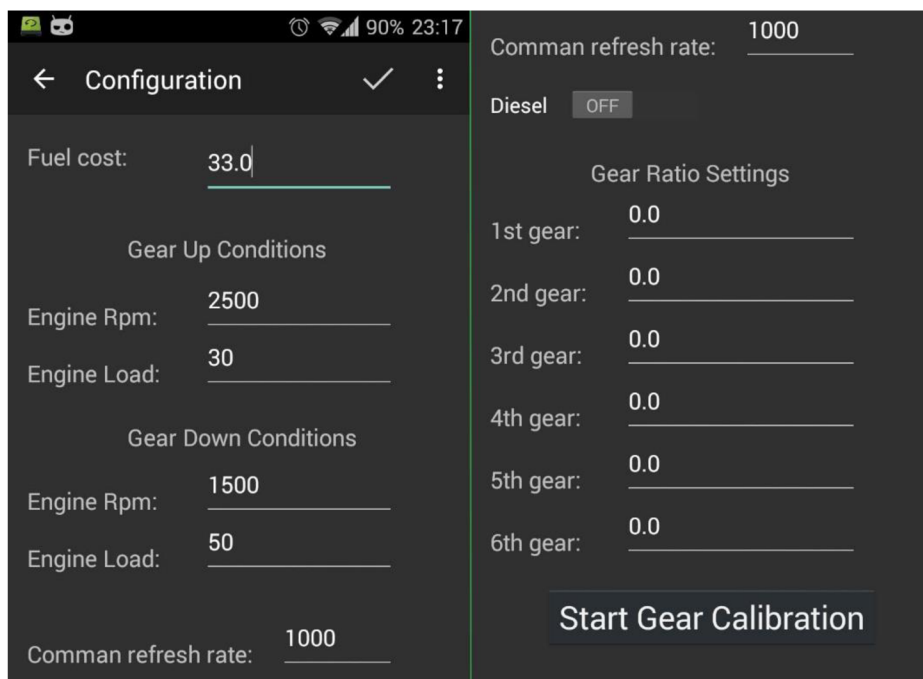 90% 23:17
Configuration
Fuel cost: 33.0
Gear Up Conditions
Engine Rpm: 2500
Engine Load: 30
Gear Down Conditions
Engine Rpm: 1500
Engine Load: 50
Comman refresh rate: 1000
Comman refresh rate: 1000
Diesel OFF
Gear Ratio Settings
1st gear: 0.0
2nd gear: 0.0
3rd gear: 0.0
4th gear: 0.0
5th gear: 0.0
6th gear: 0.0
Start Gear Calibration